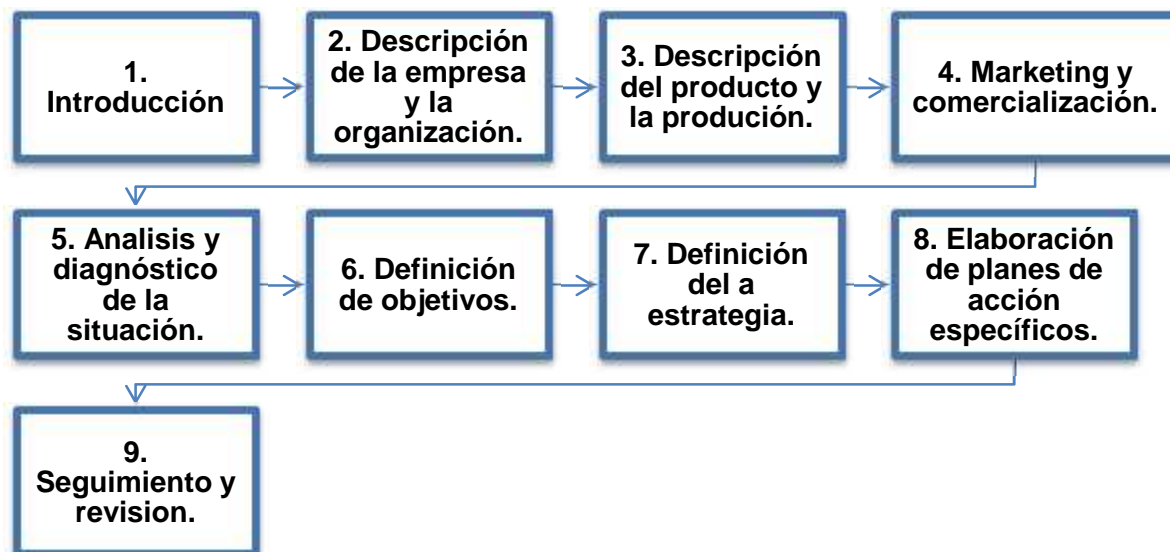 1.
Introducción
2. Descripción
de la empresa
y la
organización.
3. Descripción
del producto y
la produción.
4. Marketing y
comercialización.
5. Analisis y
diagnóstico
de la
situación.
6. Definición
de objetivos.
7. Definición
del a
estrategia.
8. Elaboración
de planes de
acción
específicos.
9.
Seguimiento y
revision.